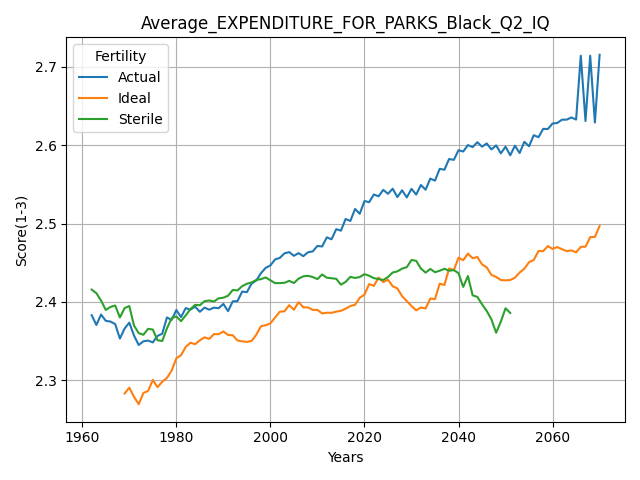 Average_EXPENDITURE_FOR_PARKS_Black_Q2_IQ
Fertility
Actual
Ideal
Sterile
Score(1-3)
2.7
2.6
2.5
2.4
2.3
1960 1980 2000 2020 2040 2060
Years